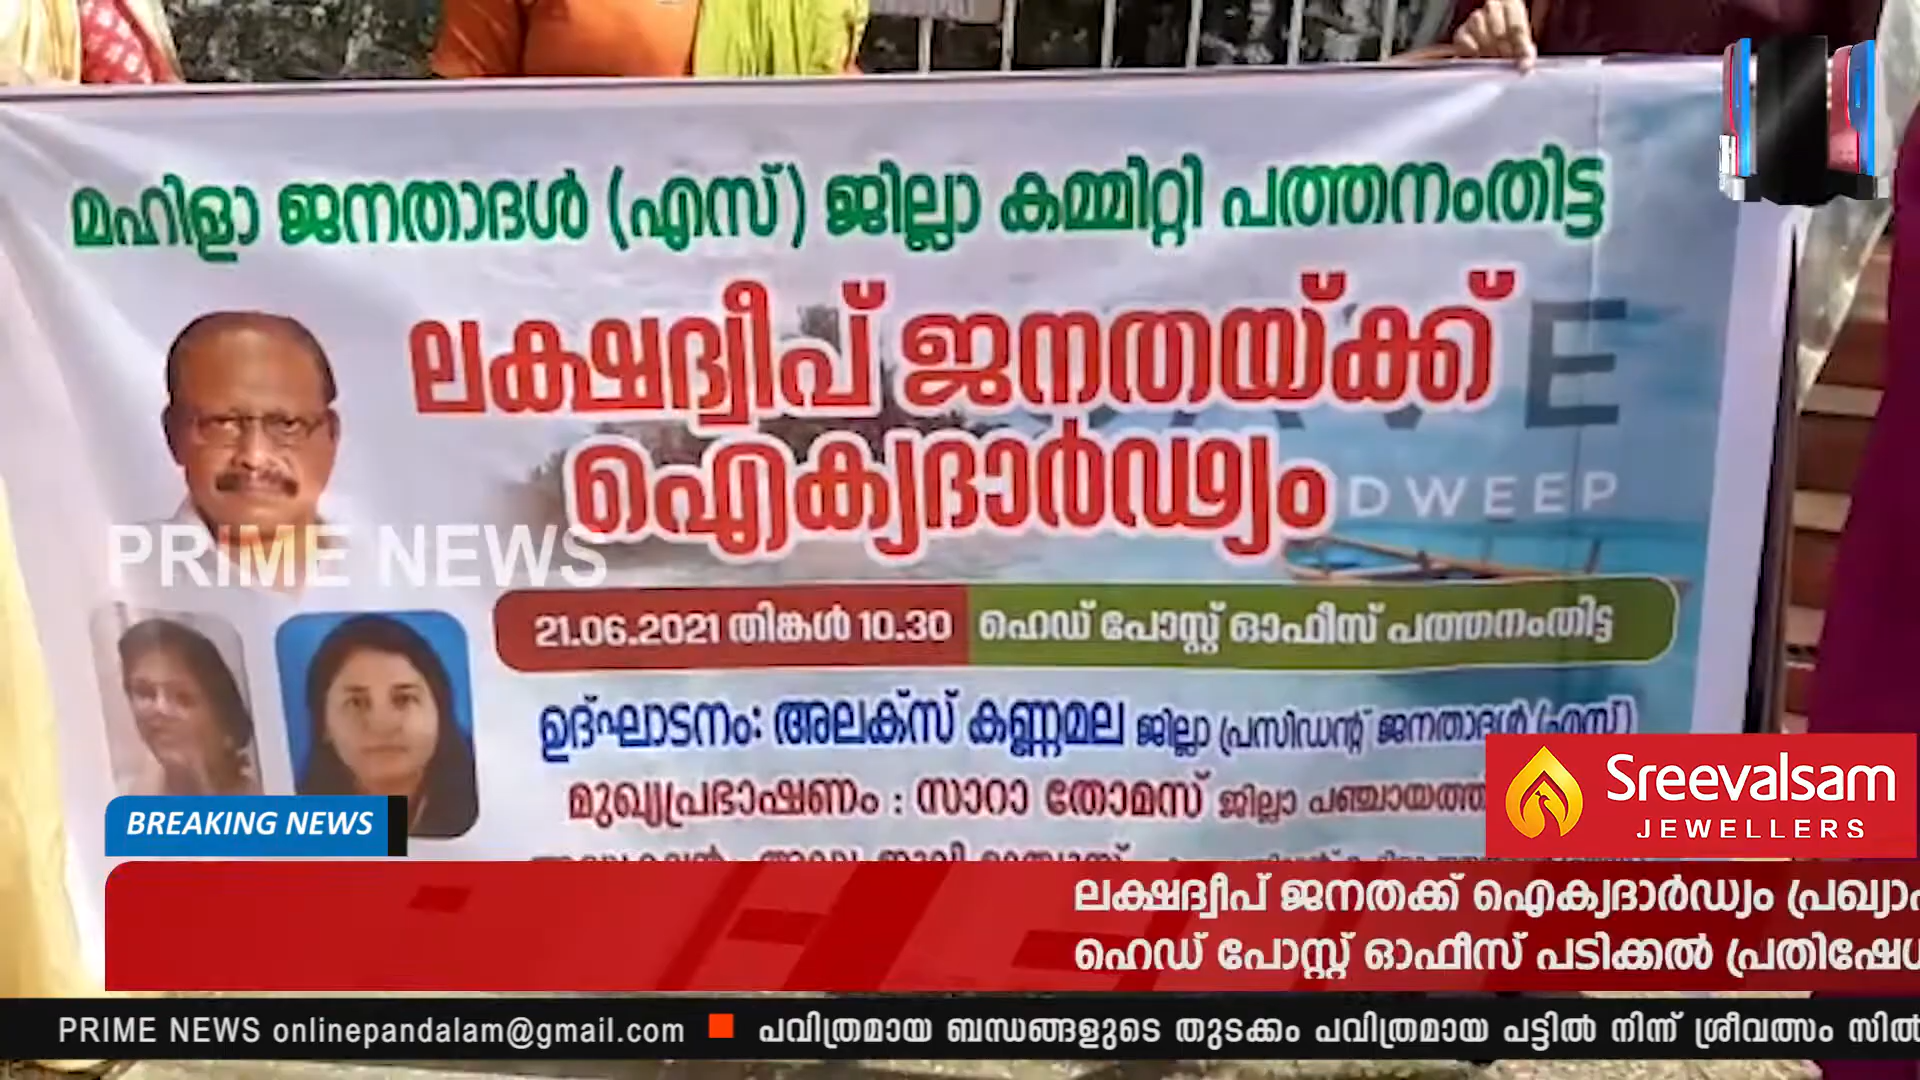 മഹിളാ ജനതാദൾ (എസ്) ജില്ലാ കമ്മിറ്റി പത്തനംതിട്ട
ലക്ഷദ്വീപ് ജനതയ്ക്ക്
ഐക്യദാർഢ്യം
E
DWEEP
PRIME NEWS
21.06.2021 തിങ്കൾ 10.30 ഹെഡ് പോസ്റ്റ് ഓഫീസ് പത്തനംതിട്ട
ഉദ്ഘാടനം: അലക്സ് കണ്ണമല ജില്ലാ പ്രസിഡന്റ് ജനതാദൾ (എസ്)
മുഖ്യപ്രഭാഷണം : സാറാ തോമസ് ജില്ലാ പഞ്ചായത്ത്
Sreevalsam
JEWELLERS
BREAKING NEWS
ലക്ഷദ്വീപ് ജനതക്ക് ഐക്യദാർഡ്യം
ഹെഡ് പോസ്റ്റ് ഓഫീസ് പടിക്കൽ
PRIME NEWS onlinepandalam@gmail.com പവിത്രമായ ബന്ധങ്ങളുടെ തുടക്കം പവിത്രമായ പട്ടിൽ നിന്ന് ശ്രീവത്സം